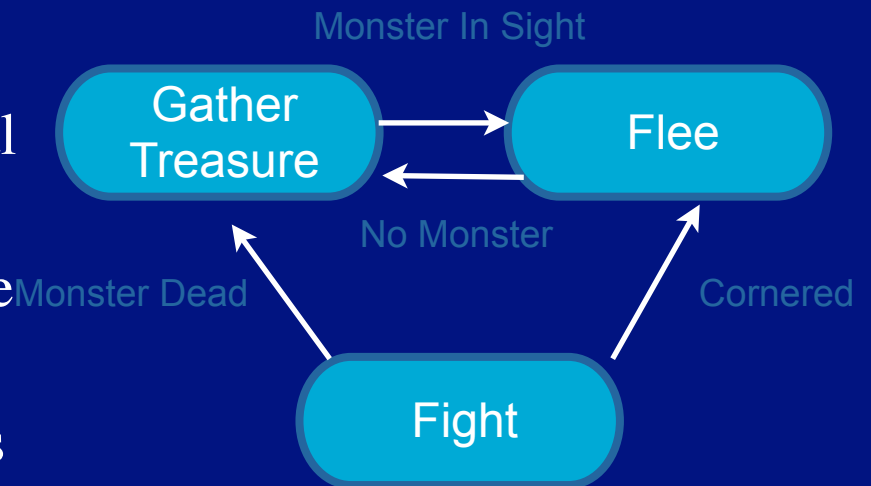 Monster In Sight
Gather
Treasure
Flee
l
No Monster
e
Monster Dead
Cornered
Fight
s